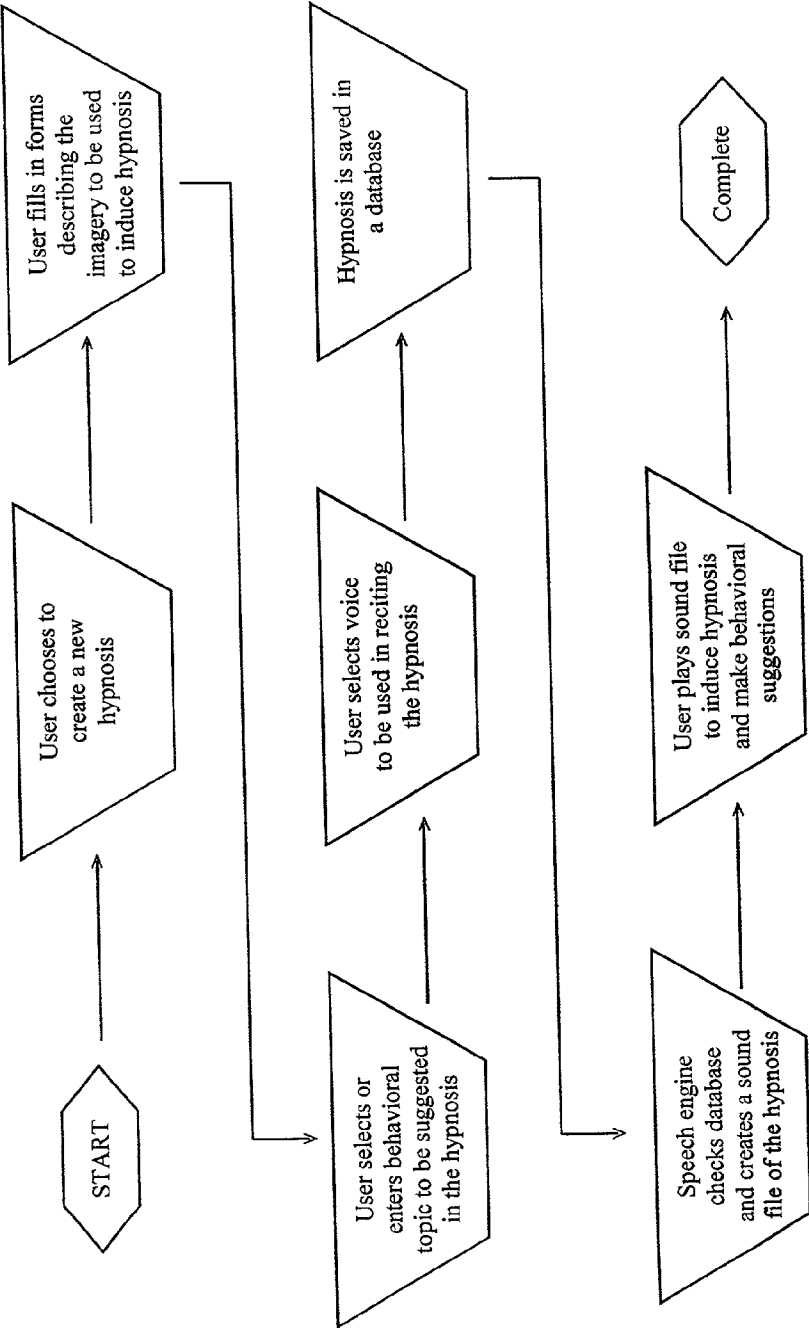 START
User chooses to
create a new
hypnosis
User fills in forms
describing the
imagery to be used
to induce hypnosis
User selects or
enters behavioral
topic to be suggested
in the hypnosis
User selects voice
to be used in reciting
the hypnosis
Hypnosis is saved in
a database
Speech engine
checks database
and creates a sound
file of the hypnosis
User plays sound file
to induce hypnosis
and make behavioral
suggestions
Complete